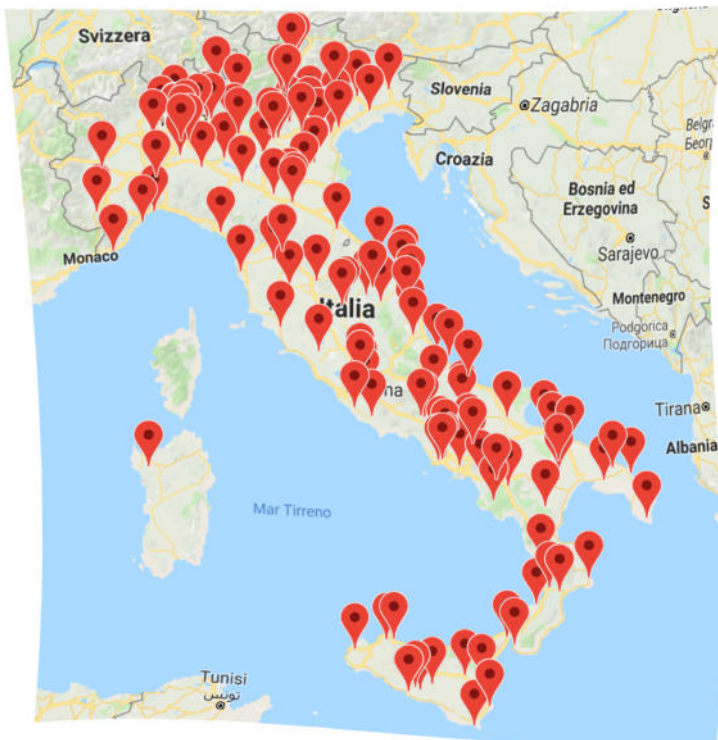 Svizzera
Slovenia
Zagabria
Croazia
Bosnia ed
Erzegovina
Sarajevo
Monaco
Montenegro
Podgorica
Подгорица
Italia
Tirana
Albania
Mar Tirreno
Tunisi
تونس